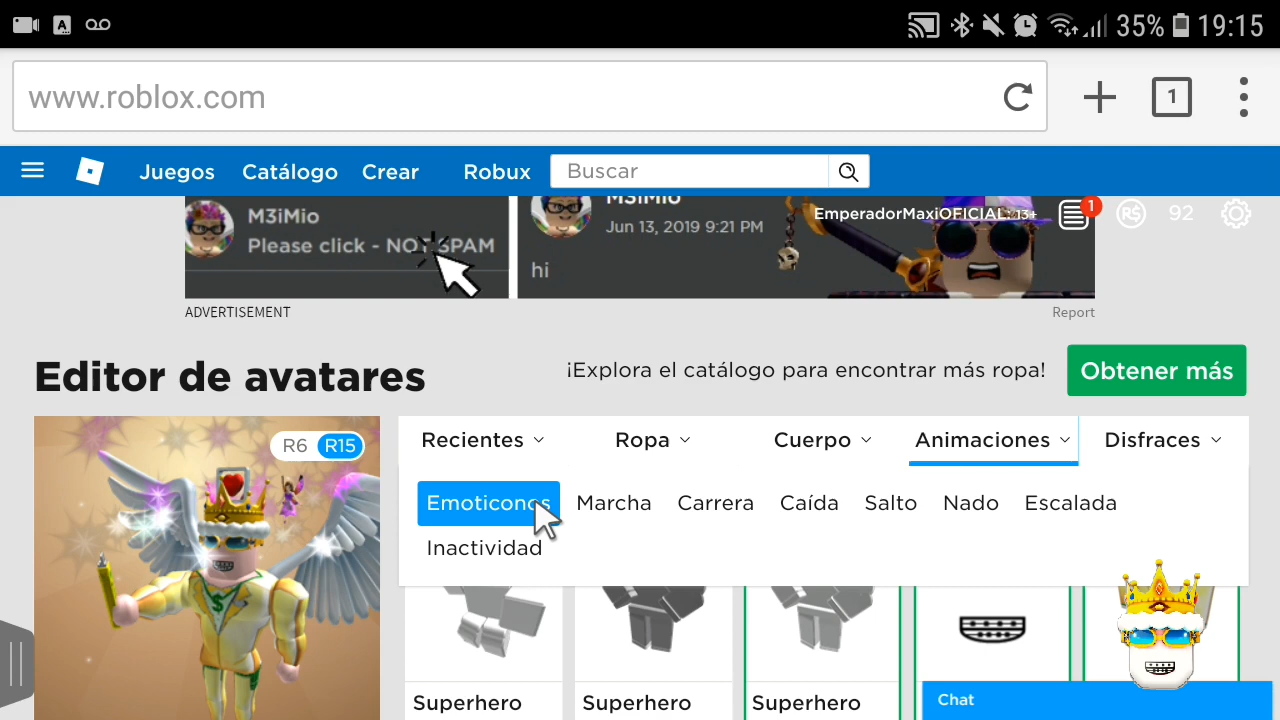 A
35% 19:15
www.roblox.com
1
Juegos Catálogo Crear Robux Buscar
M3iMio
Please click - NOT SPAM
M3iMio
Jun 13, 2019 9:21 PM
hi
EmperadorMaxiOFICIAL: 13+
1
R$ 92
ADVERTISEMENT
Report
Editor de avatares
¡Explora el catálogo para encontrar más ropa!
Obtener más
R6 R15
Recientes Ropa Cuerpo Animaciones Disfraces
Emoticonos Marcha Carrera Caída Salto Nado Escalada
Inactividad
Superhero Superhero Superhero
Chat